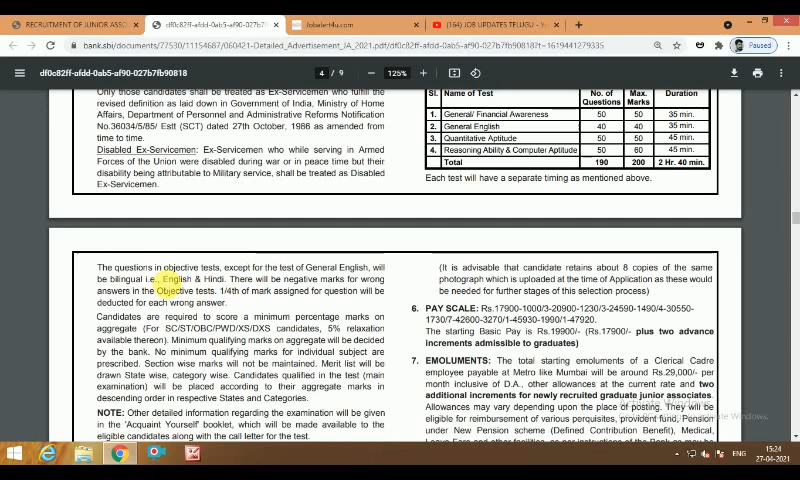 RECRUITMENT OF JUNIOR ASSO
df0c82ff-afdd-0ab5-af90-027b7f
(164) JOB UPDATES TELUGU - Y
bank.sbi/documents/77530/11154687/060421-Detailed_Advertisement_JA_2021.pdf/df0c82ff-afdd-0ab5-af90-027b7fb90818?t=1619441279335
Paused
df0c82ff-afdd-0ab5-af90-027b7fb90818
4 / 9
125%
Only those candidates shall be treated as Ex-Servicemen who fulfill the
revised definition as laid down in Government of India, Ministry of Home
Affairs, Department of Personnel and Administrative Reforms Notification
No.36034/5/85/ Estt (SCT) dated 27th October, 1986 as amended from
time to time.
Disabled Ex-Servicemen: Ex-Servicemen who while serving in Armed
Forces of the Union were disabled during war or in peace time but their
disability being attributable to Military service, shall be treated as Disabled
Ex-Servicemen.
Sl. Name of Test No. of Questions Max. Marks Duration
1. General/ Financial Awareness 50 50 35 min.
2. General English 40 40 35 min.
3. Quantitative Aptitude 50 50 45 min.
4. Reasoning Ability & Computer Aptitude 50 60 45 min.
Total 190 200 2 Hr. 40 min.
Each test will have a separate timing as mentioned above.
The questions in objective tests, except for the test of General English, will
be bilingual i.e., English & Hindi. There will be negative marks for wrong
answers in the Objective tests. 1/4th of mark assigned for question will be
deducted for each wrong answer.
Candidates are required to score a minimum percentage marks on
aggregate (For SC/ST/OBC/PWD/XS/DXS candidates, 5% relaxation
available thereon). Minimum qualifying marks on aggregate will be decided
by the bank. No minimum qualifying marks for individual subject are
prescribed. Section wise marks will not be maintained. Merit list will be
drawn State wise, category wise. Candidates qualified in the test (main
examination) will be placed according to their aggregate marks in
descending order in respective States and Categories.
NOTE: Other detailed information regarding the examination will be given
in the 'Acquaint Yourself' booklet, which will be made available to the
eligible candidates along with the call letter for the test.
(It is advisable that candidate retains about 8 copies of the same
photograph which is uploaded at the time of Application as these would
be needed for further stages of this selection process)
6. PAY SCALE: Rs.17900-1000/3-20900-1230/3-24590-1490/4-30550-
1730/7-42600-3270/1-45930-1990/1-47920.
The starting Basic Pay is Rs.19900/- (Rs.17900/- plus two advance
increments admissible to graduates)
7. EMOLUMENTS: The total starting emoluments of a Clerical Cadre
employee payable at Metro like Mumbai will be around Rs.29,000/- per
month inclusive of D.A., other allowances at the current rate and two
additional increments for newly recruited graduate junior associates.
Allowances may vary depending upon the place of posting. They will be
eligible for reimbursement of various perquisites, provident fund, Pension
under New Pension scheme (Defined Contribution Benefit), Medical,
Activate Windows
ENG
15:24
27-04-2021